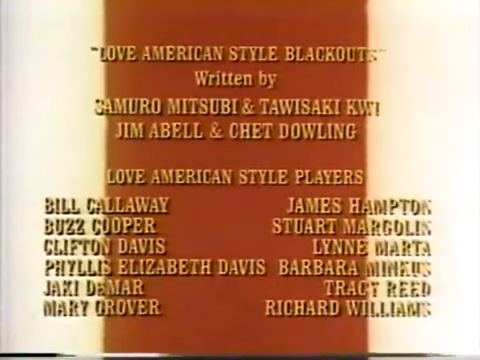 "LOVE AMERICAN STYLE BLACKOUTS"
Written by
SAMURO MITSUBI & TAWISAKI KWI
JIM ABELL & CHET DOWLING
LOVE AMERICAN STYLE PLAYERS
BILL CALLAWAY JAMES HAMPTON
BUZZ COOPER STUART MARGOLIN
CLIFTON DAVIS LYNNE MARTA
PHYLLIS ELIZABETH DAVIS BARBARA MINKUS
JAKI DeMAR TRACY REED
MARY GROVER RICHARD WILLIAMS